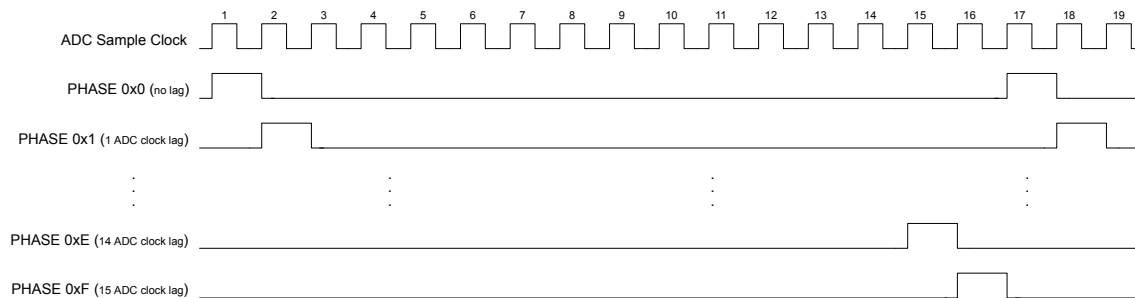 1 2 3 4 5 6 7 8 9 10 11 12 13 14 15 16 17 18 19
ADC Sample Clock
PHASE 0x0 (no lag)
PHASE 0x1 (1 ADC clock lag)
PHASE 0xE (14 ADC clock lag)
PHASE 0xF (15 ADC clock lag)